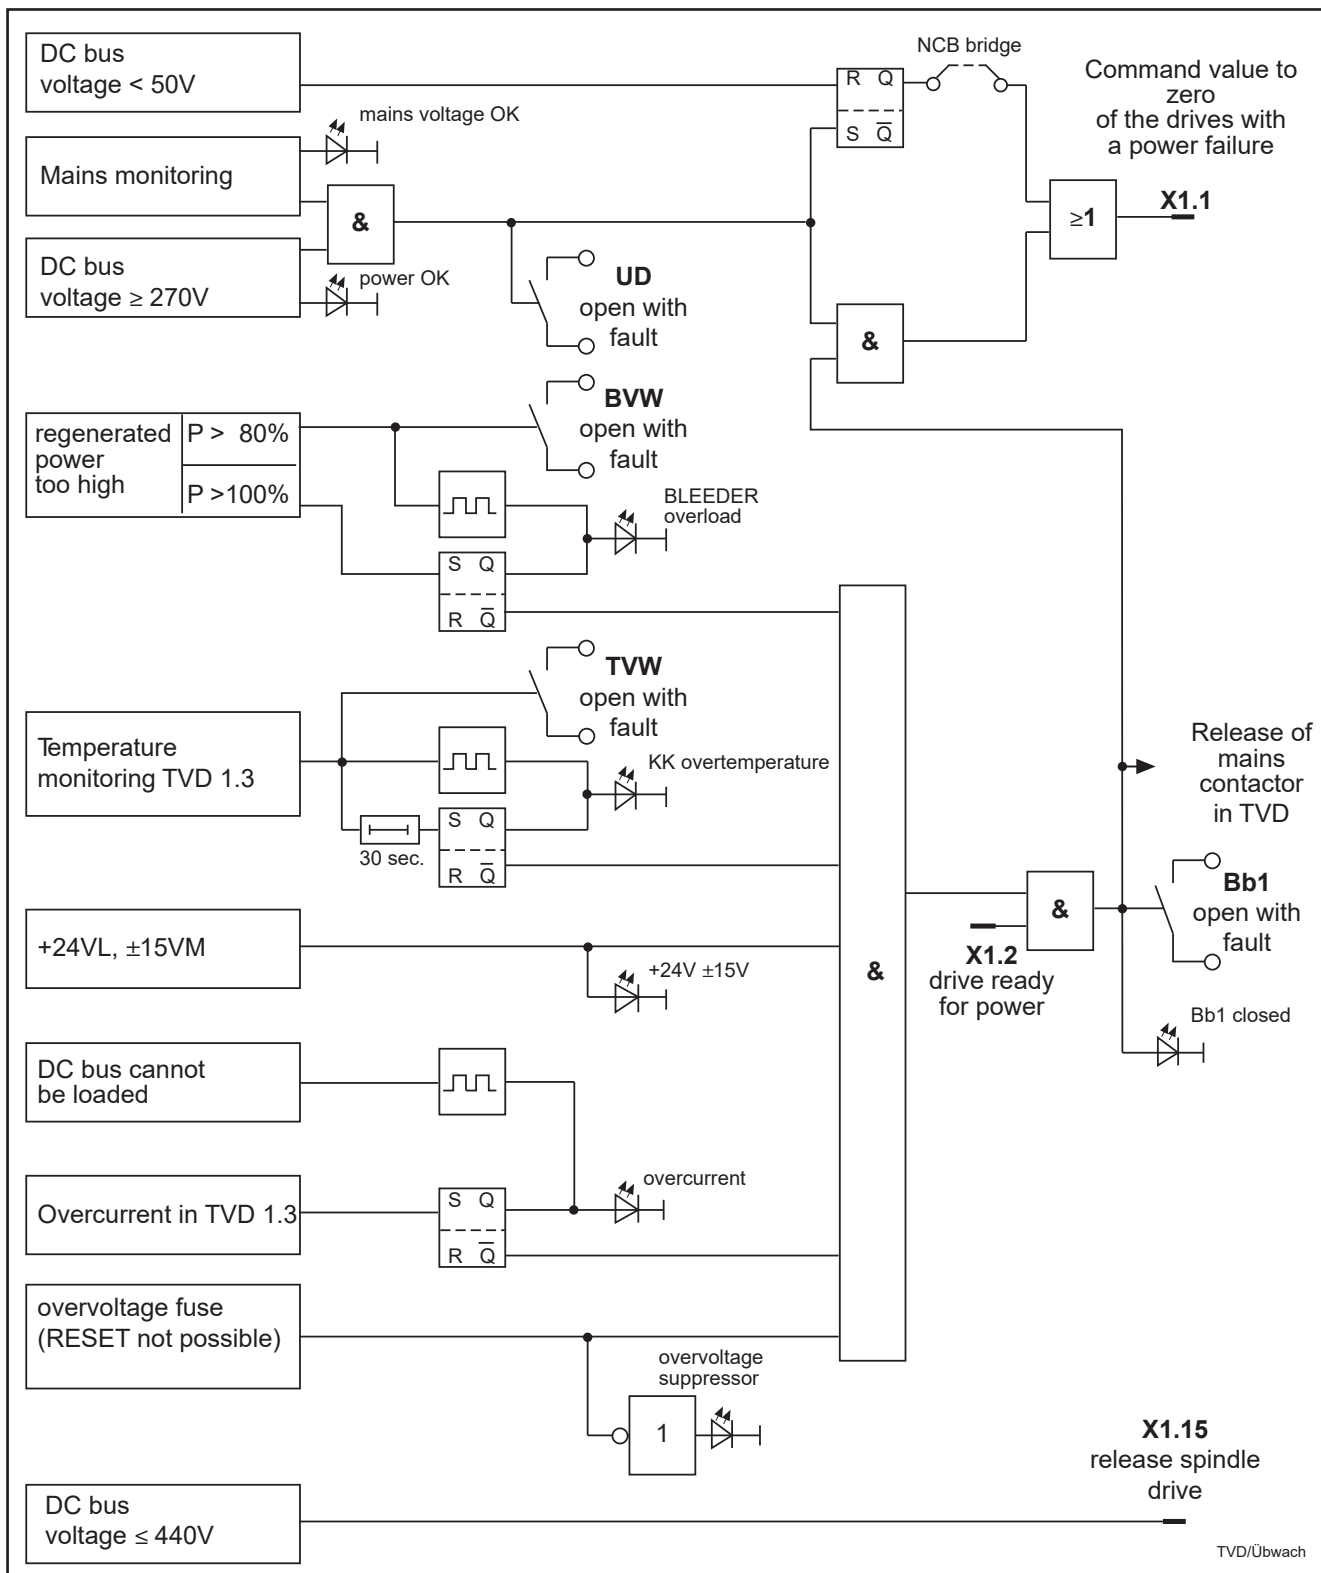 DC bus
voltage < 50V
mains voltage OK
Mains monitoring
&
DC bus
voltage ≥ 270V
power OK
UD
open with
fault
R Q
S Q̅
NCB bridge
Command value to
zero
of the drives with
a power failure
≥1
X1.1
&
regenerated
power
too high
P > 80%
P >100%
BVW
open with
fault
BLEEDER
overload
S Q
R Q̅
TVW
open with
fault
Temperature
monitoring TVD 1.3
KK overtemperature
30 sec.
S Q
R Q̅
Release of
mains
contactor
in TVD
+24VL, ±15VM
+24V ±15V
&
X1.2
drive ready
for power
&
Bb1
open with
fault
Bb1 closed
DC bus cannot
be loaded
Overcurrent in TVD 1.3
S Q
R Q̅
overcurrent
overvoltage fuse
(RESET not possible)
overvoltage
suppressor
1
DC bus
voltage ≤ 440V
X1.15
release spindle
drive
TVD/Übwach